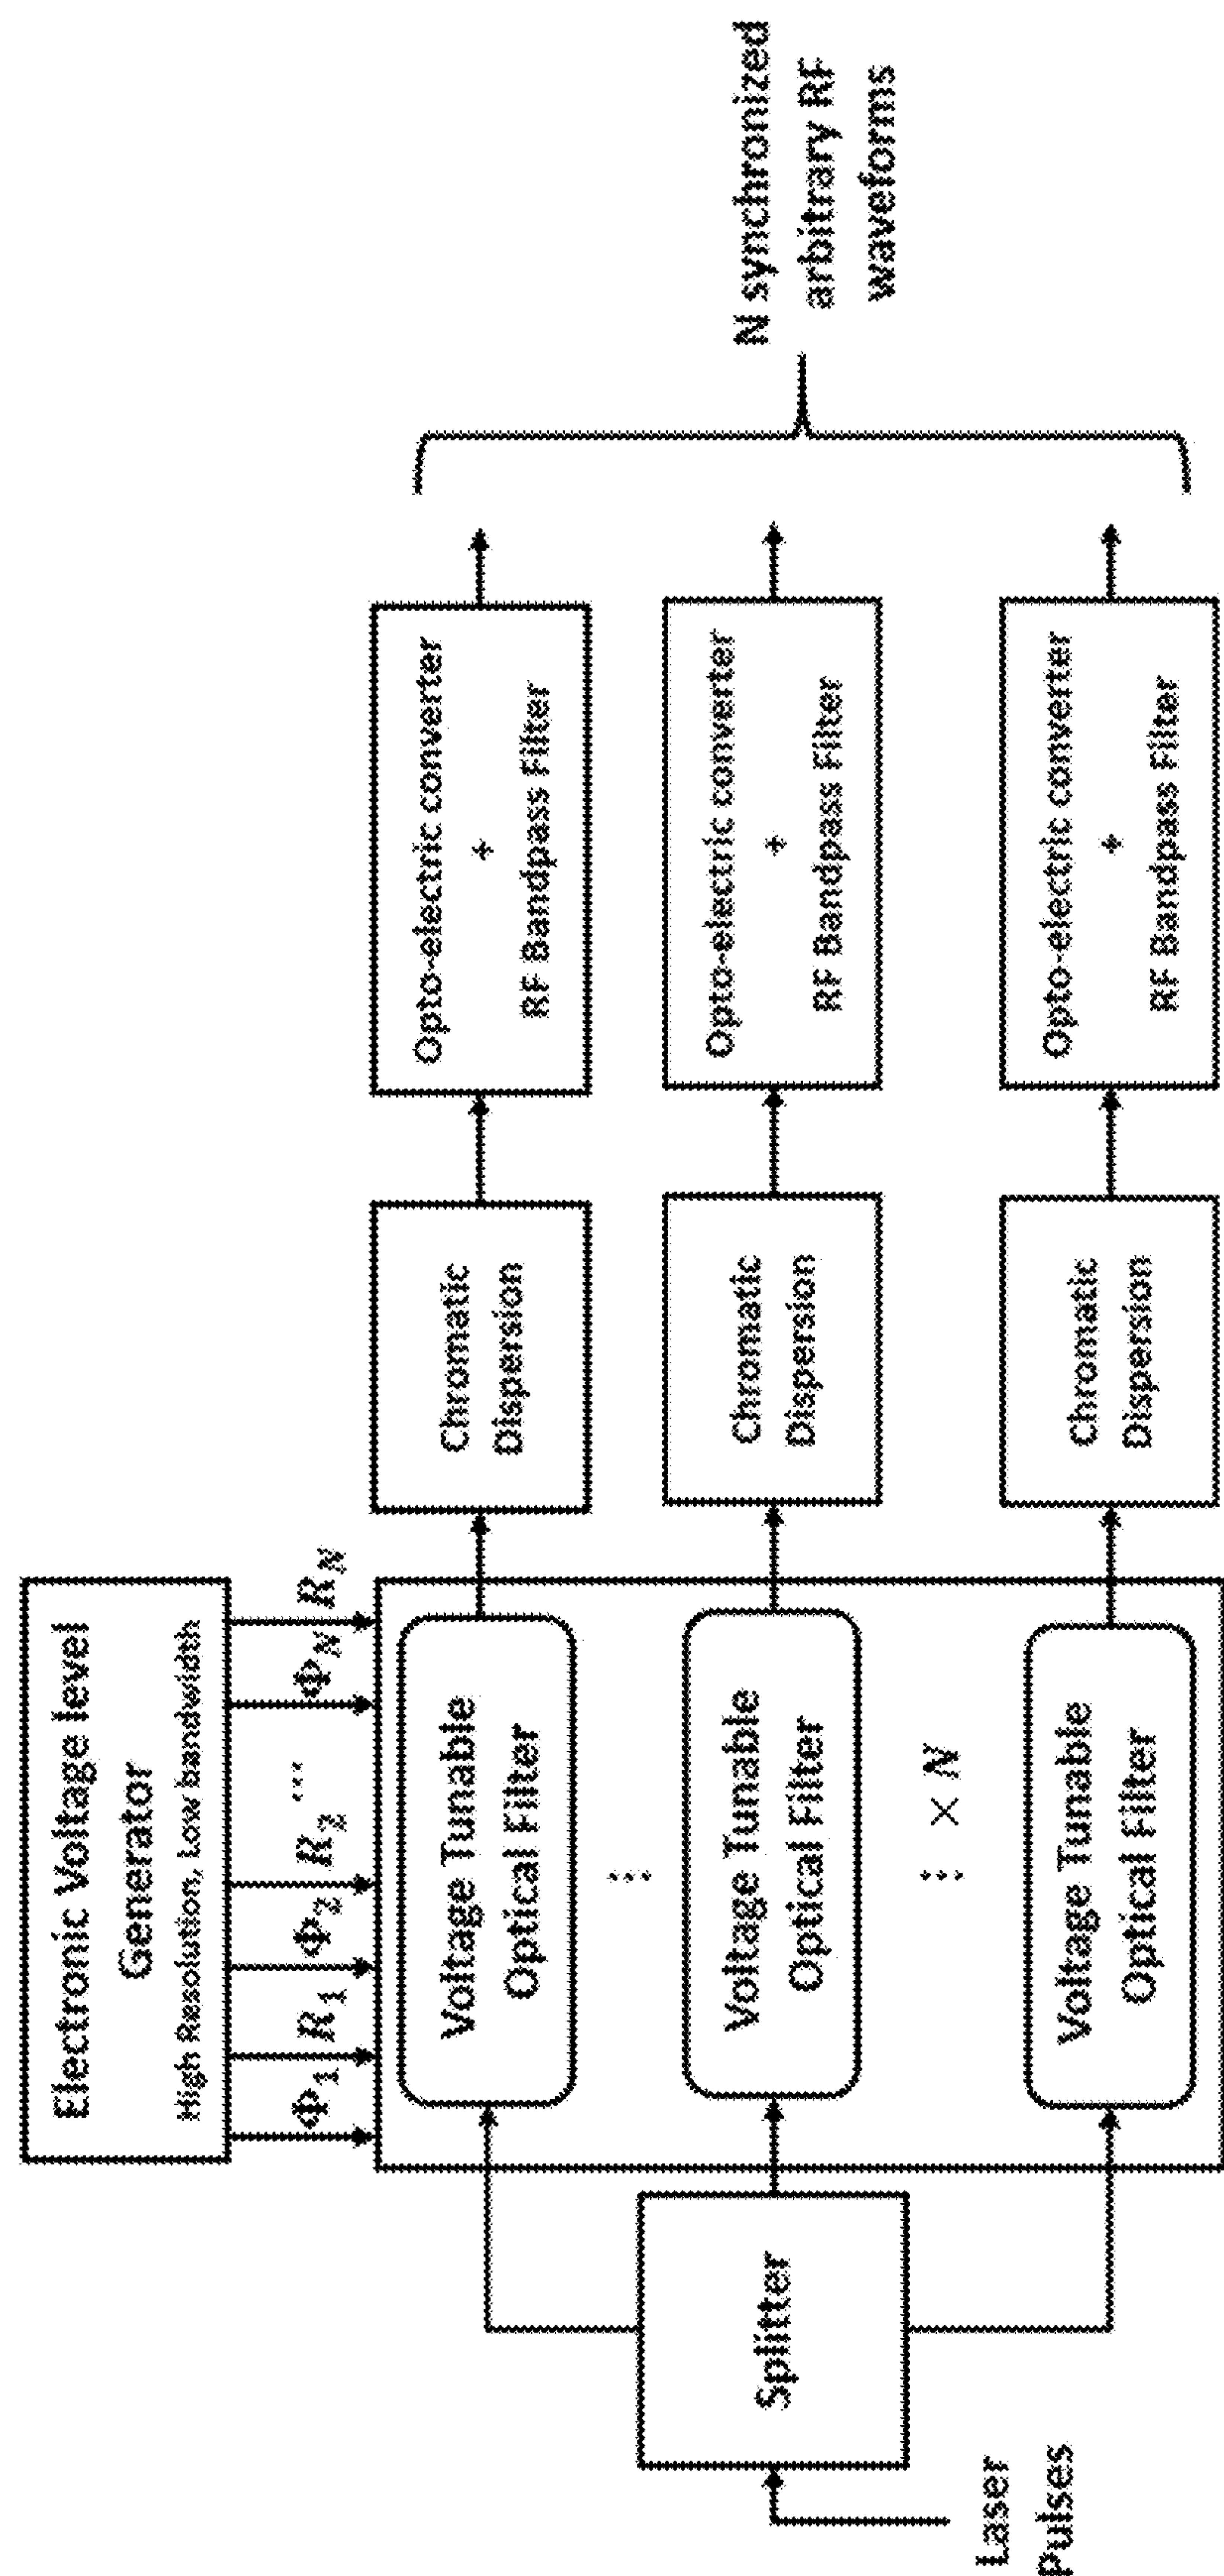 Electronic Voltage level
Generator
High Resolution, Low bandwidth
Φ₁ R₁ Φ₂ R₂ ... Φ_N R_N
Laser
Pulses
Splitter
Voltage Tunable
Optical Filter
Chromatic
Dispersion
Opto-electric converter
+
RF Bandpass Filter
⋮
Voltage Tunable
Optical Filter
Chromatic
Dispersion
Opto-electric converter
+
RF Bandpass Filter
⋮ × N
Voltage Tunable
Optical Filter
Chromatic
Dispersion
Opto-electric converter
+
RF Bandpass Filter
N synchronized
arbitrary RF
waveforms